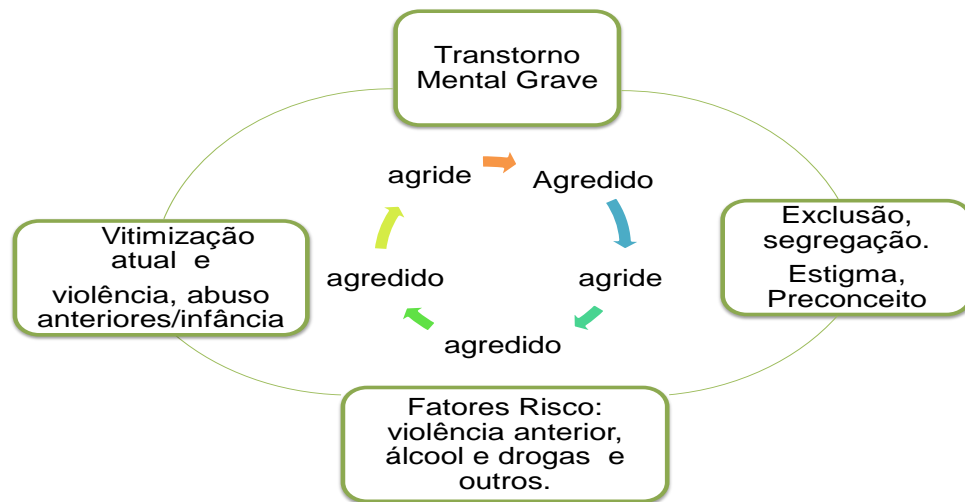 Transtorno
Mental Grave
agride
Agredido
Vitimização
atual e
violência, abuso
anteriores/infância
agredido
agride
Exclusão,
segregação.
Estigma,
Preconceito
agredido
Fatores Risco:
violência anterior,
álcool e drogas e
outros.